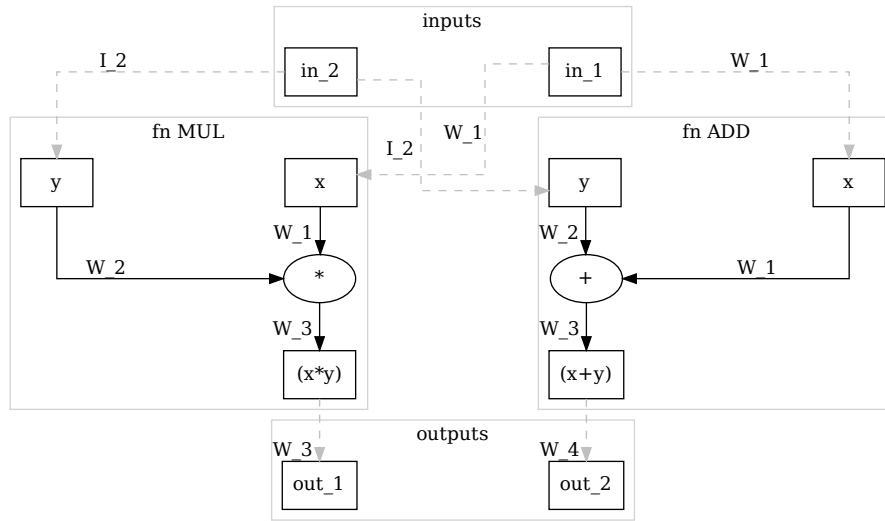 inputs
in_2
in_1
I_2
W_1
I_2
W_1
fn MUL
fn ADD
y
x
y
x
W_1
W_2
W_2
W_1
*
+
W_3
W_3
(x*y)
(x+y)
outputs
W_3
W_4
out_1
out_2